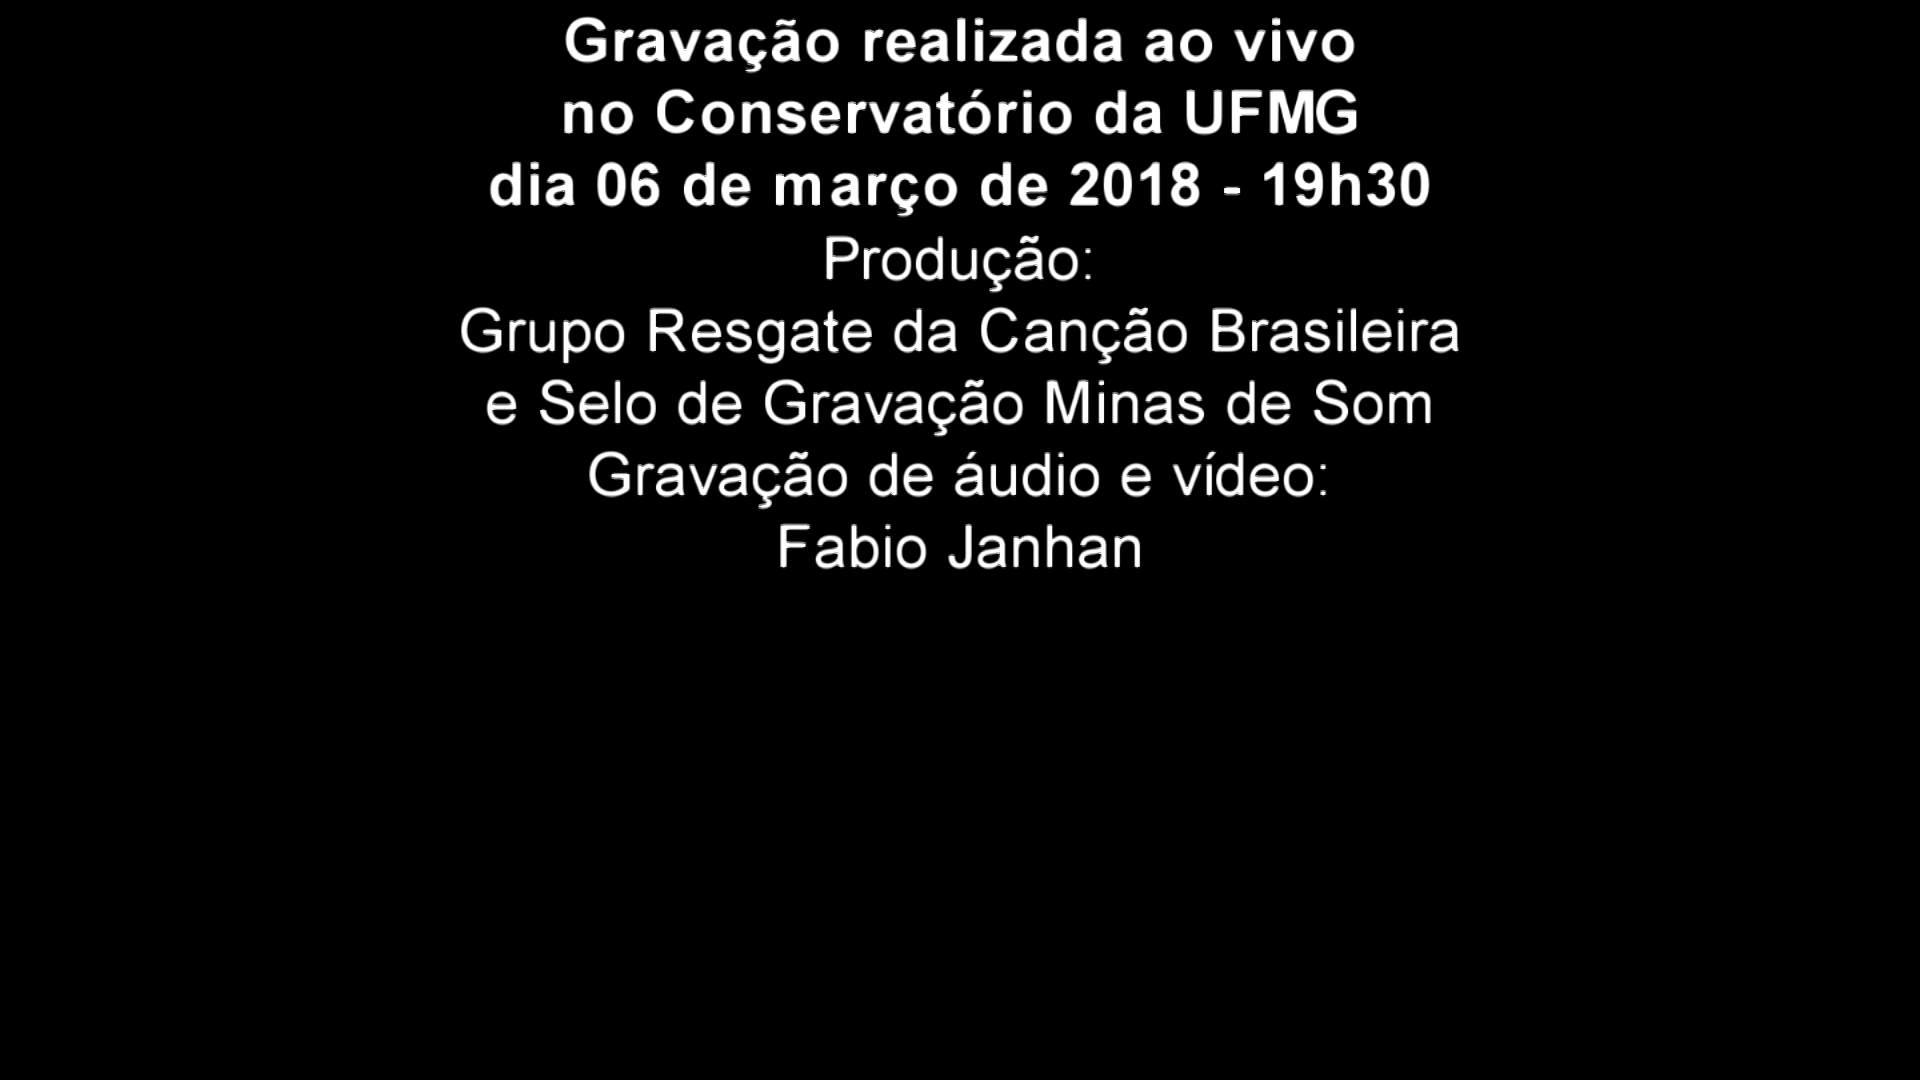 Gravação realizada ao vivo
no Conservatório da UFMG
dia 06 de março de 2018 - 19h30
Produção:
Grupo Resgate da Canção Brasileira
e Selo de Gravação Minas de Som
Gravação de áudio e vídeo:
Fabio Janhan